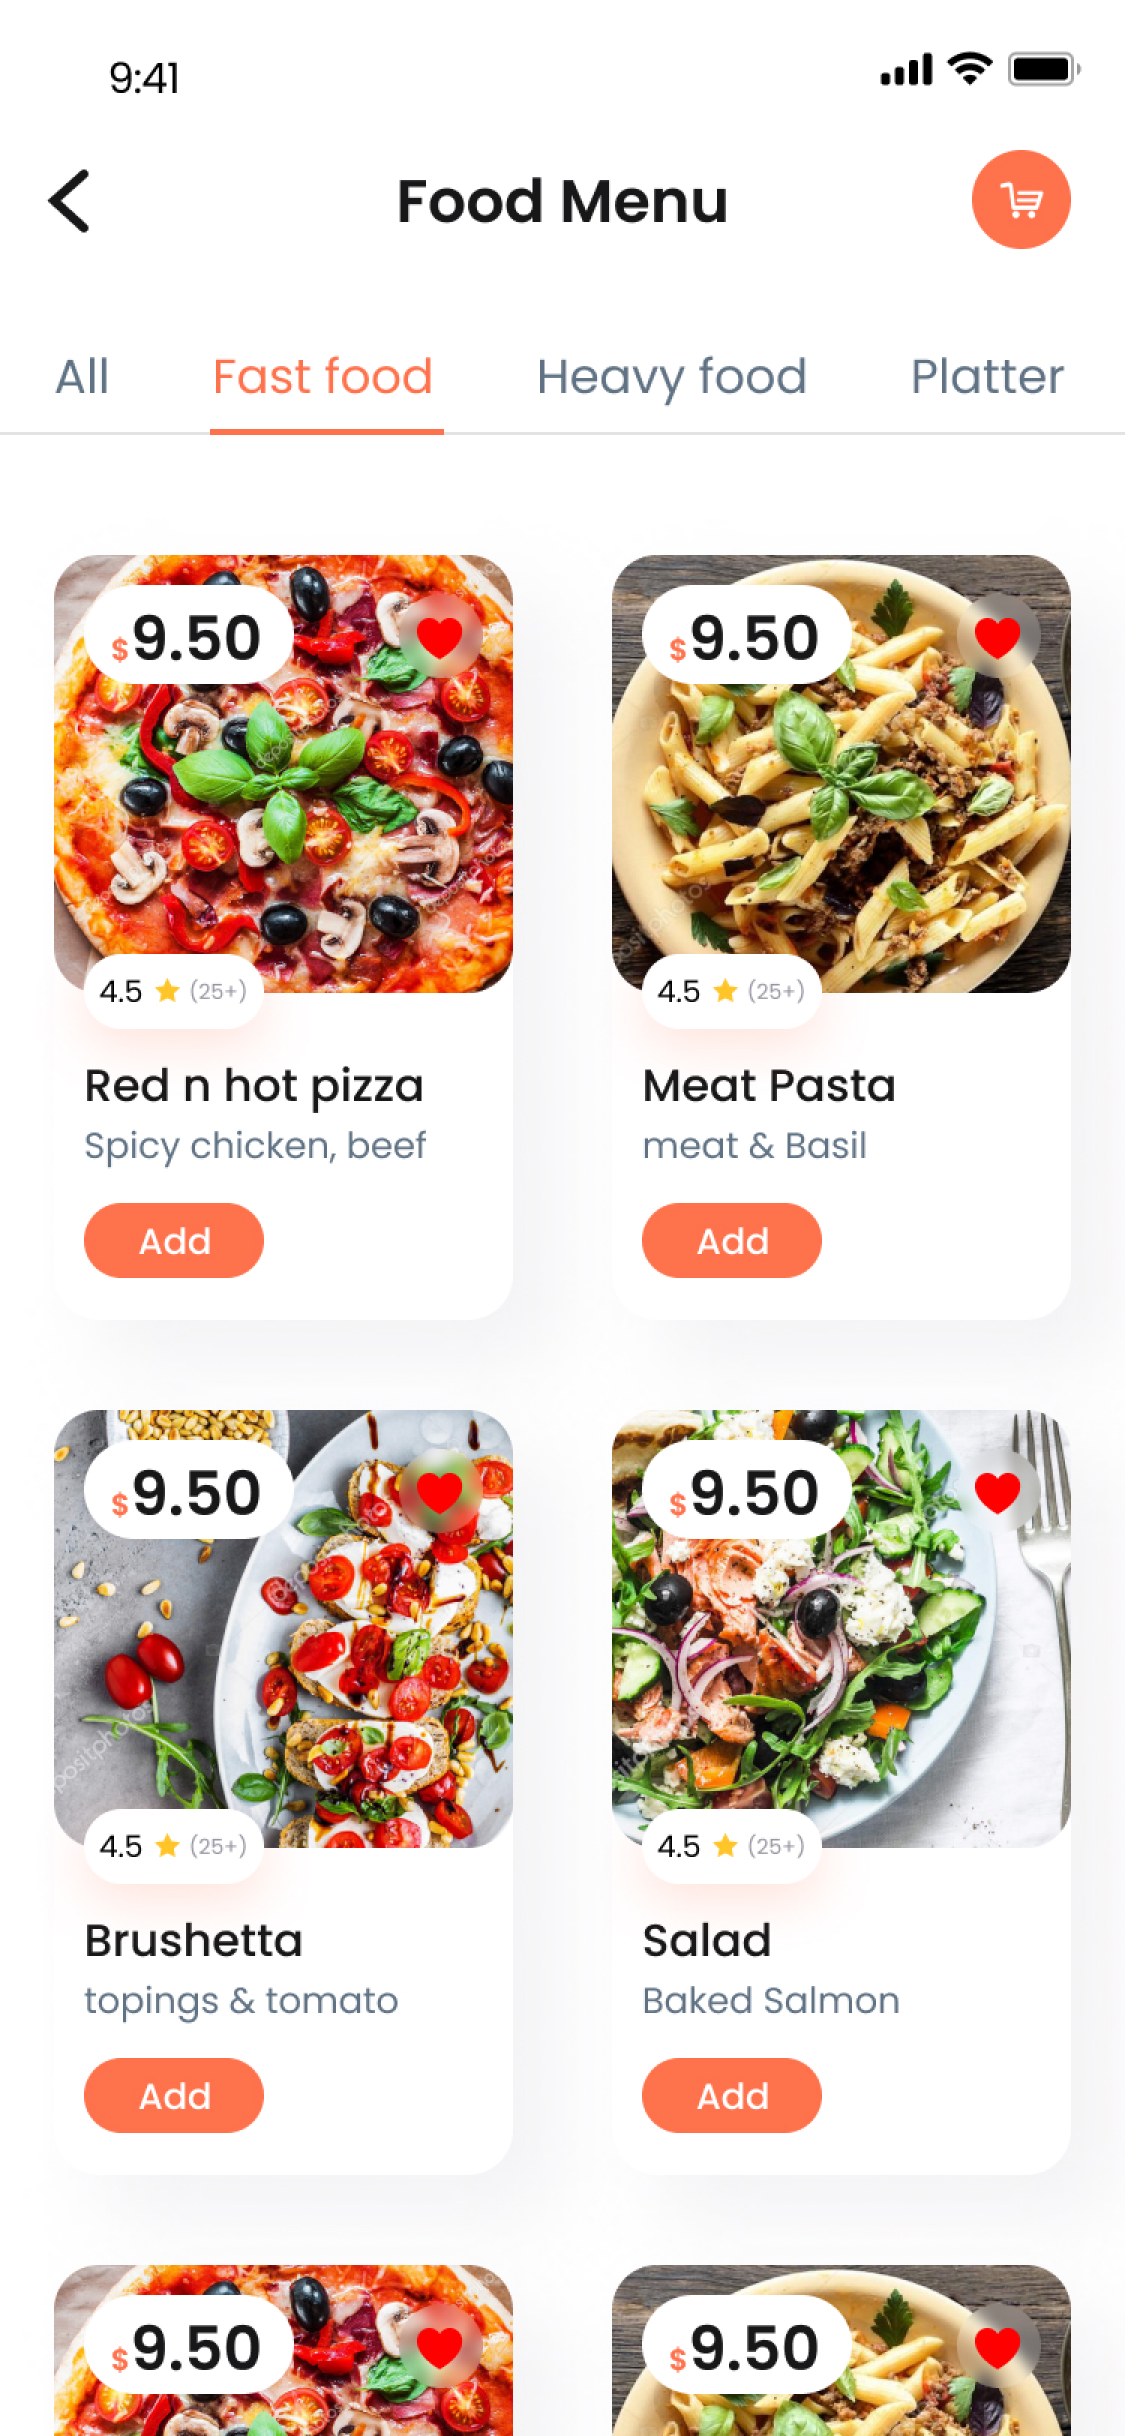 9:41
Food Menu
All Fast food Heavy food Platter
$9.50
$9.50
4.5 (25+)
4.5 (25+)
Red n hot pizza
Meat Pasta
Spicy chicken, beef
meat & Basil
Add
Add
$9.50
$9.50
depositphotos
4.5 (25+)
4.5 (25+)
Brushetta
Salad
topings & tomato
Baked Salmon
Add
Add
$9.50
$9.50